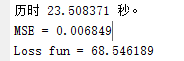 历时 23.508371 秒。
MSE = 0.006849
Loss fun = 68.546189